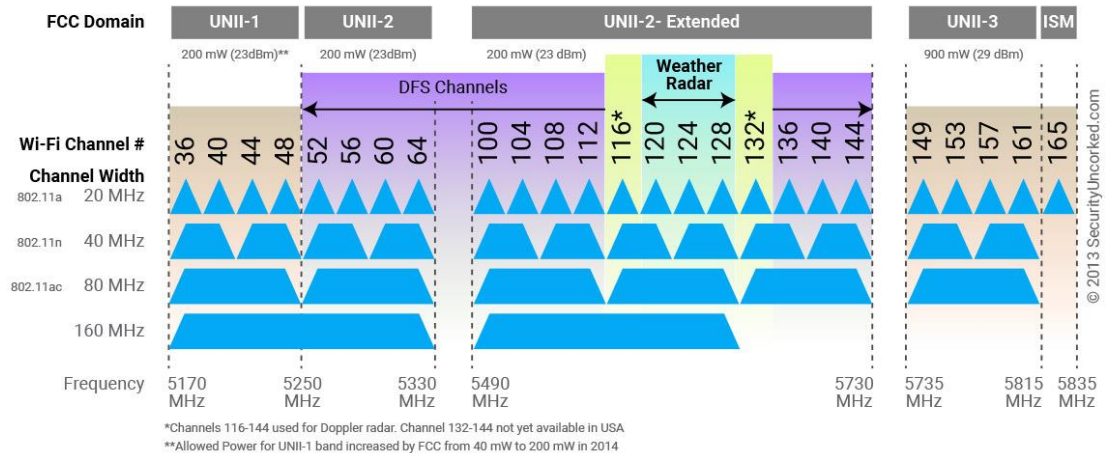 FCC Domain
UNII-1
UNII-2
UNII-2- Extended
UNII-3
ISM
200 mW (23dBm)**
200 mW (23dBm)
200 mW (23 dBm)
900 mW (29 dBm)
Weather
Radar
DFS Channels
Wi-Fi Channel #
36 40 44 48 52 56 60 64 100 104 108 112 116* 120 124 128 132* 136 140 144 149 153 157 161 165
Channel Width
802.11a 20 MHz
802.11n 40 MHz
802.11ac 80 MHz
160 MHz
Frequency
5170 MHz
5250 MHz
5330 MHz
5490 MHz
5730 MHz
5735 MHz
5815 MHz
5835 MHz
*Channels 116-144 used for Doppler radar. Channel 132-144 not yet available in USA
**Allowed Power for UNII-1 band increased by FCC from 40 mW to 200 mW in 2014
© 2013 SecurityUncorked.com